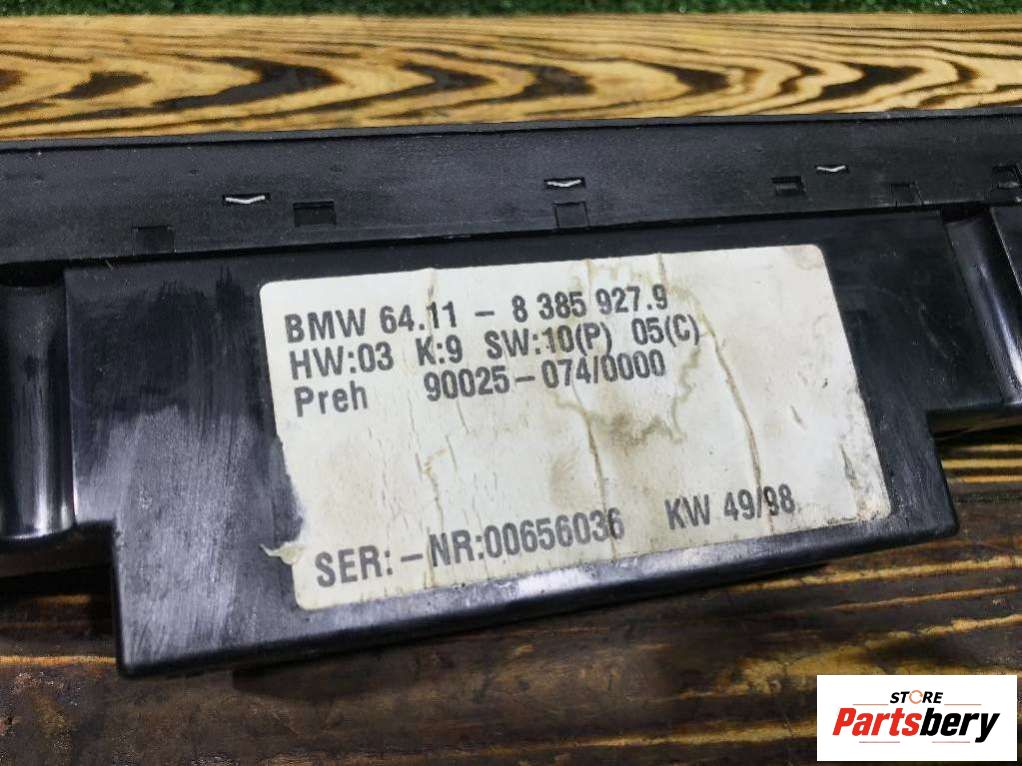 BMW 64.11 - 8 385 927.9
HW:03 K:9 SW:10(P) 05(C)
Preh 90025-074/0000
SER:-NR:00656036 KW 49/98
STORE
Partsbery